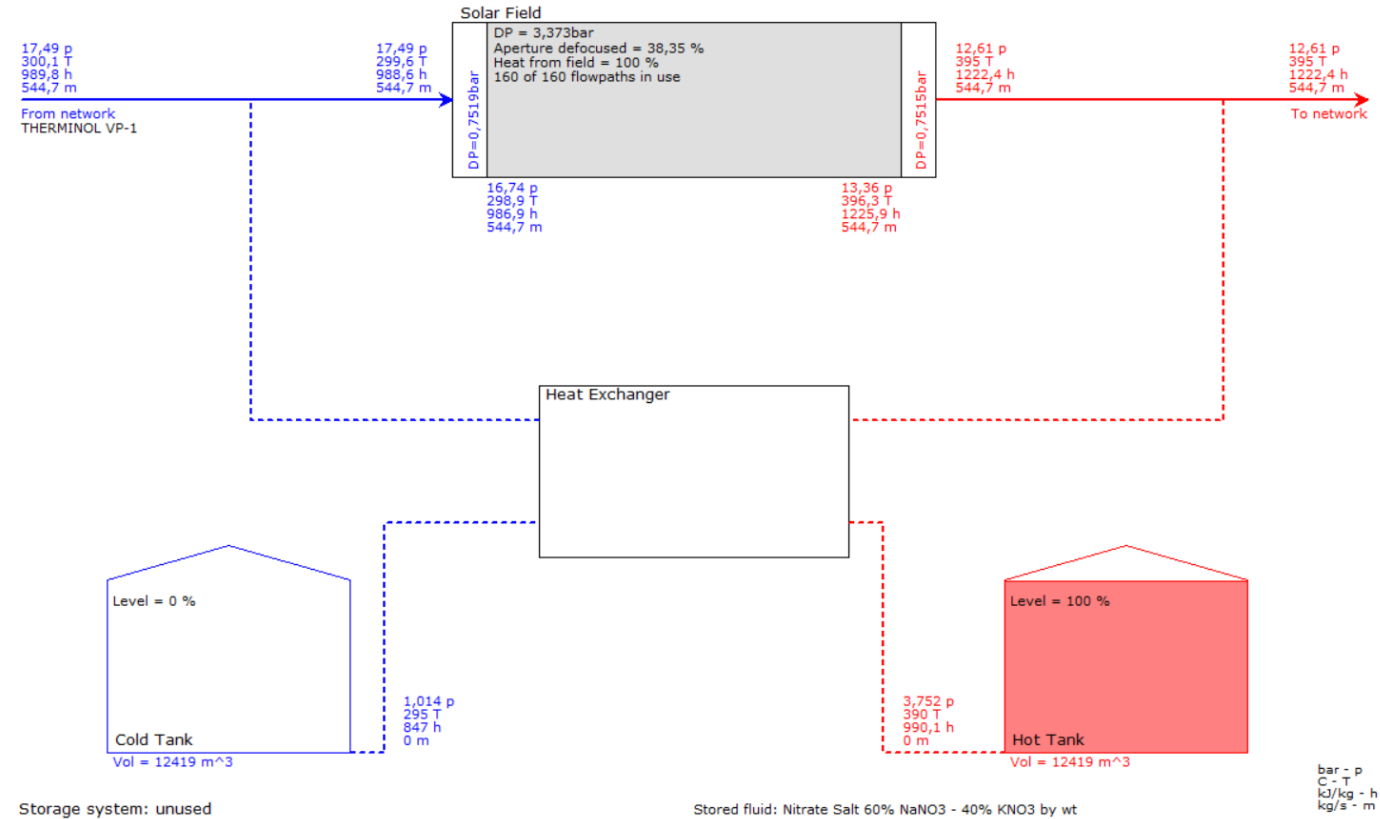 Solar Field
17,49 p
300,1 T
989,8 h
544,7 m
From network
THERMINOL VP-1
17,49 p
299,6 T
988,6 h
544,7 m
DP=0,7519bar
DP = 3,373bar
Aperture defocused = 38,35 %
Heat from field = 100 %
160 of 160 flowpaths in use
DP=0,7515bar
12,61 p
395 T
1222,4 h
544,7 m
12,61 p
395 T
1222,4 h
544,7 m
To network
16,74 p
298,9 T
986,9 h
544,7 m
13,36 p
396,3 T
1225,9 h
544,7 m
Heat Exchanger
Level = 0 %
Cold Tank
Vol = 12419 m^3
1,014 p
295 T
847 h
0 m
3,752 p
390 T
990,1 h
0 m
Level = 100 %
Hot Tank
Vol = 12419 m^3
Storage system: unused
Stored fluid: Nitrate Salt 60% NaNO3 - 40% KNO3 by wt
bar - p
C - T
kJ/kg - h
kg/s - m